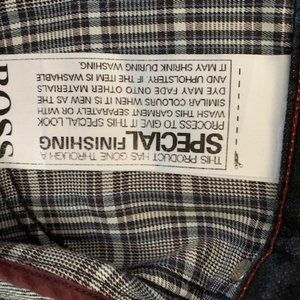 THIS PRODUCT HAS GONE THROUGH A
SPECIAL FINISHING
PROCESS TO GIVE IT THIS SPECIAL LOOK
WASH THIS GARMENT SEPARATELY OR WITH
SIMILAR COLOURS WHEN IT IS NEW AS THE
DYE MAY FADE ONTO OTHER MATERIALS
AND UPHOLSTERY IF THE ITEM IS WASHABLE
IT MAY SHRINK DURING WASHING.
BOSS